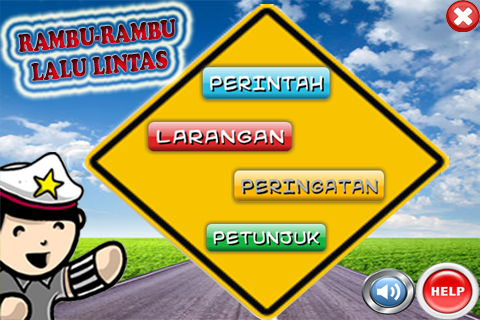 RAMBU-RAMBU
LALU LINTAS
PERINTAH
LARANGAN
PERINGATAN
PETUNJUK
HELP